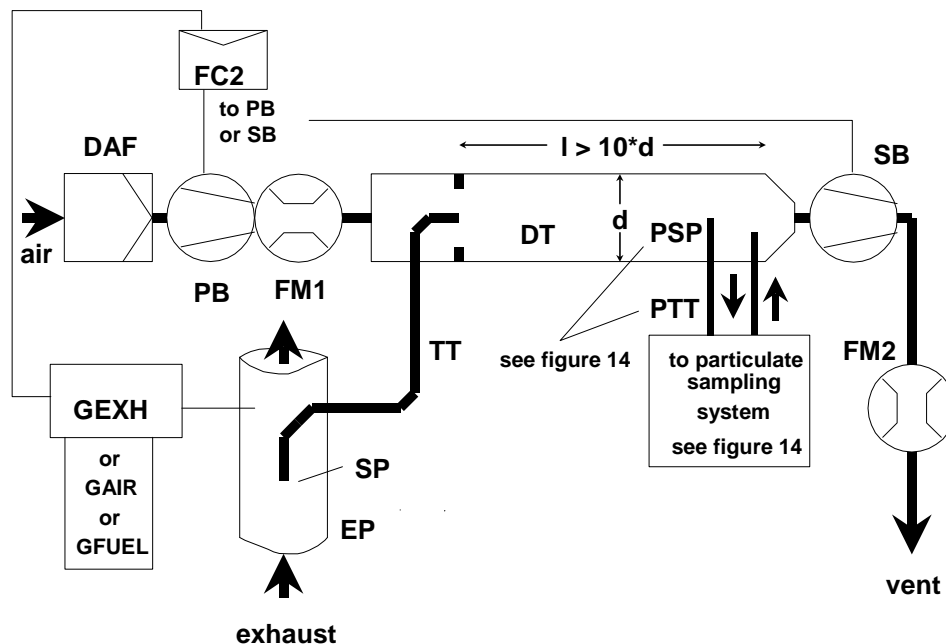 FC2
to PB
or SB
DAF
l > 10*d
SB
air
d
DT
PSP
PB
FM1
PTT
TT
see figure 14
FM2
to particulate
sampling
system
see figure 14
GEXH
or
GAIR
or
GFUEL
SP
EP
vent
exhaust